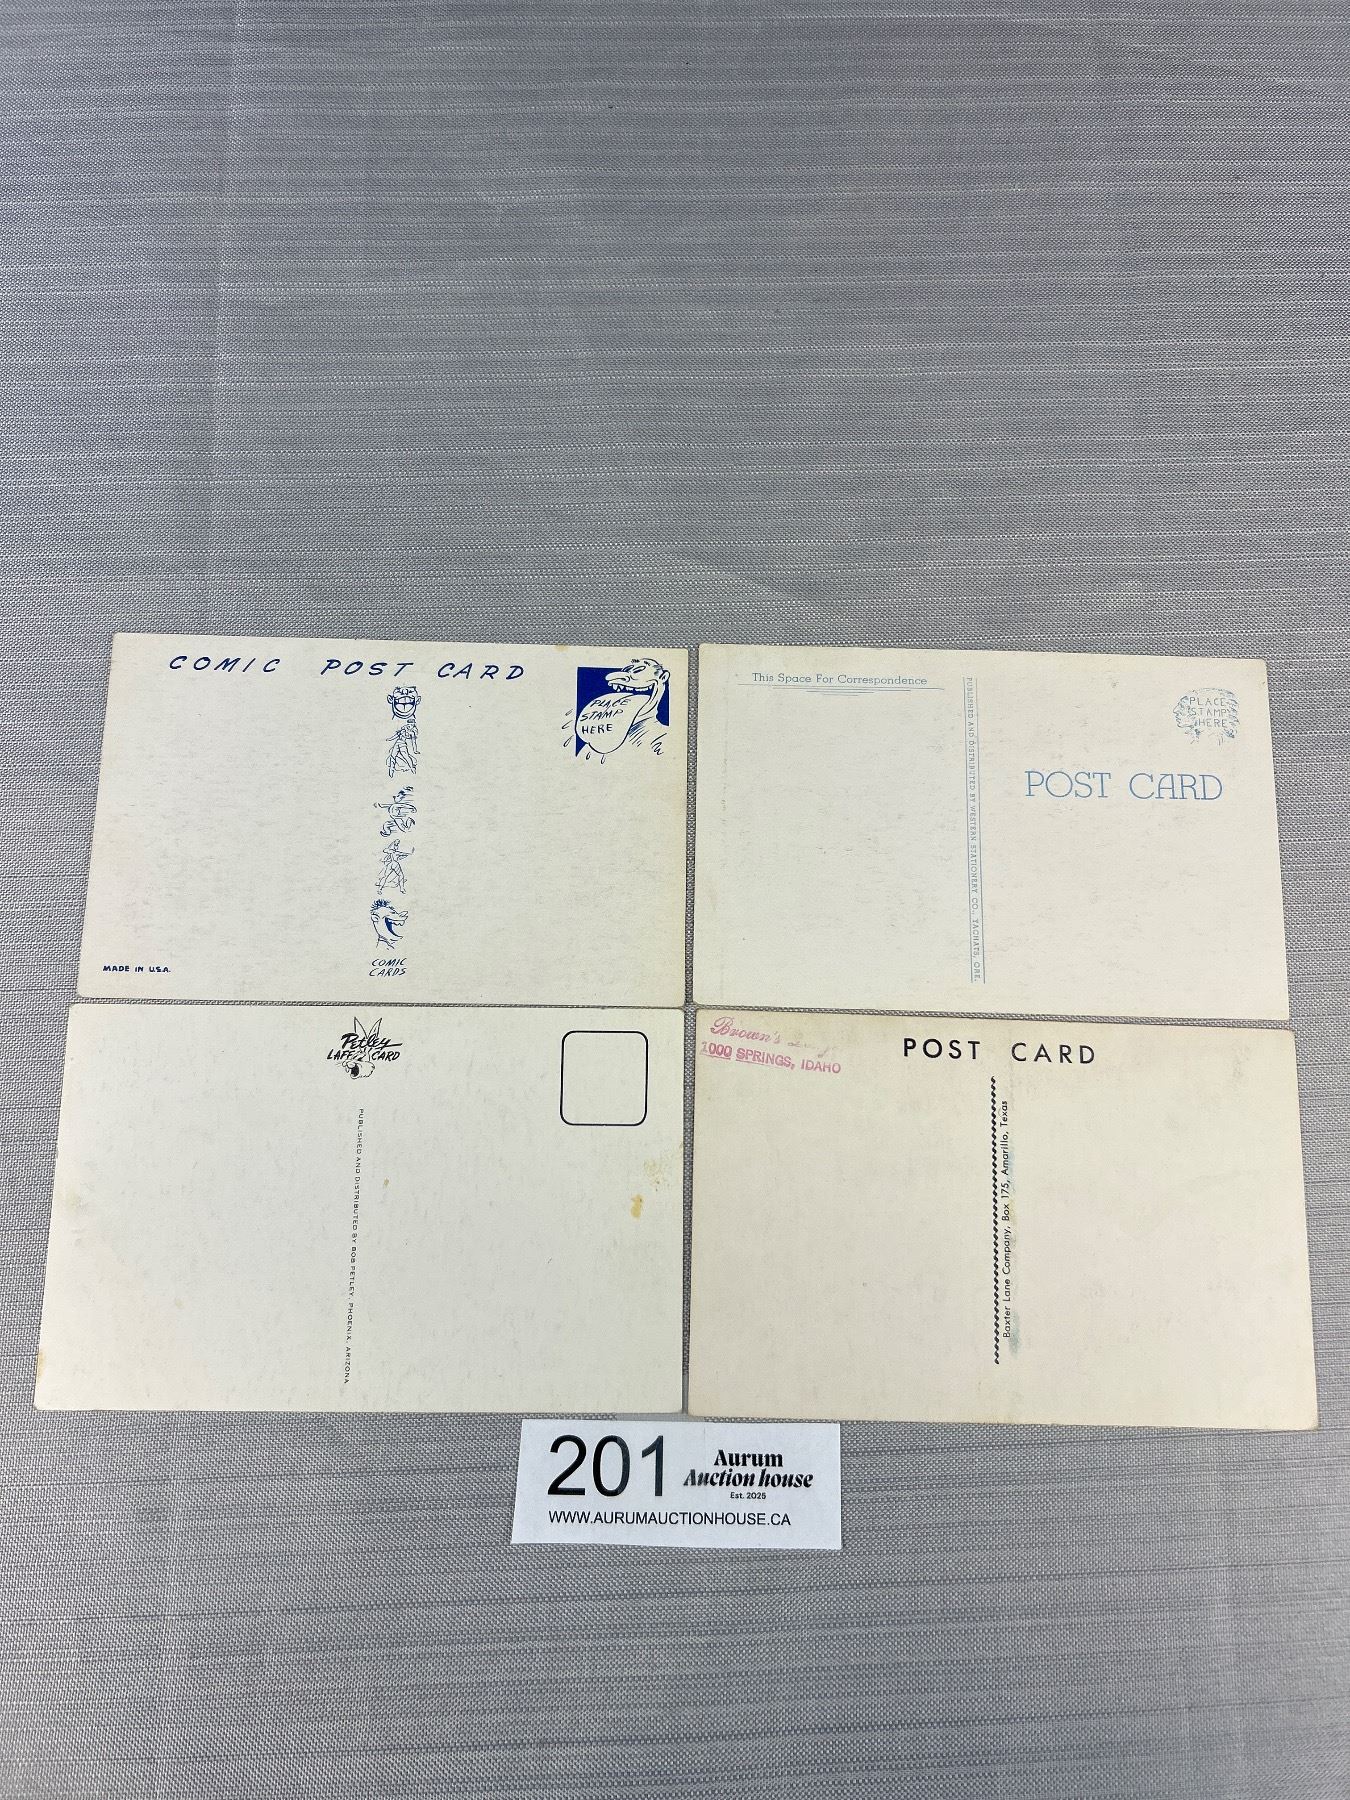 COMIC POST CARD
PLACE
STAMP
HERE
COMIC
CARDS
MADE IN U.S.A.
This Space For Correspondence
PUBLISHED AND DISTRIBUTED BY WESTERN STATIONERY CO., YACHATS, ORE.
PLACE
STAMP
HERE
POST CARD
Petley
LAFF CARD
PUBLISHED AND DISTRIBUTED BY BOB PETLEY, PHOENIX, ARIZONA
Brown's
1000 SPRINGS, IDAHO
POST CARD
Baxter Lane Company, Box 175, Amarillo, Texas
201
Aurum
Auction house
Est. 2025
WWW.AURUMAUCTIONHOUSE.CA